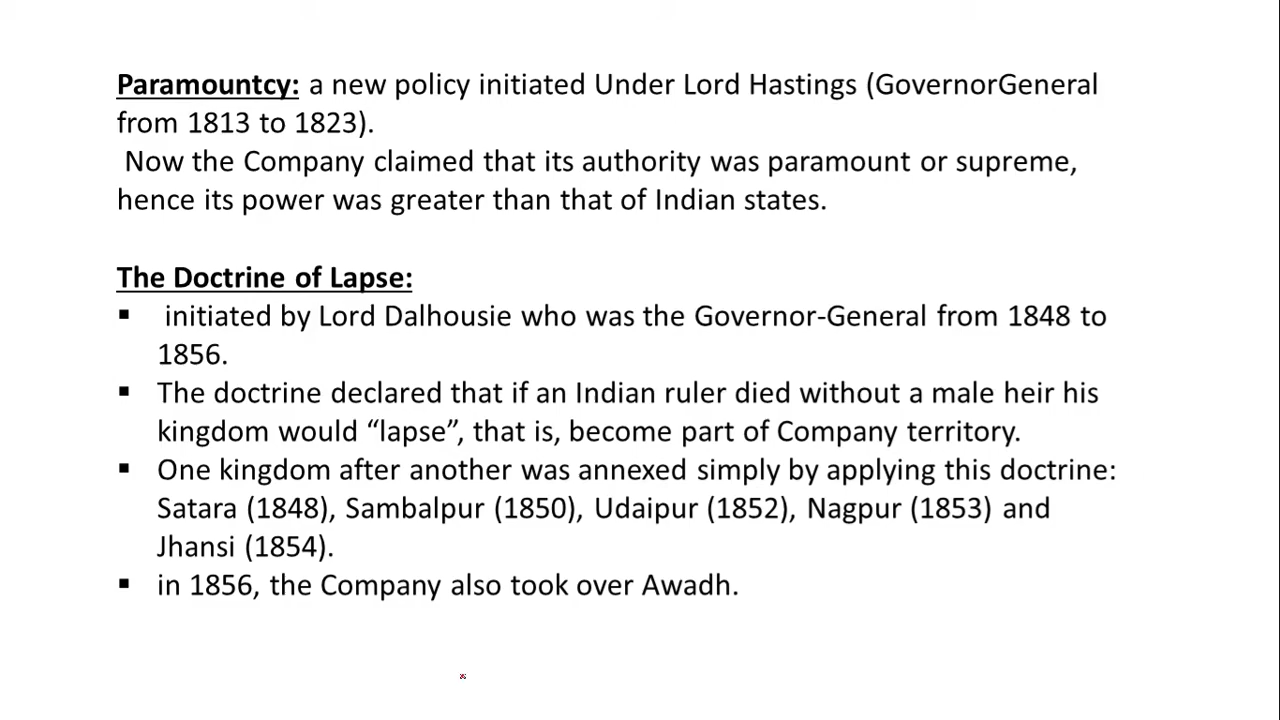 Paramountcy: a new policy initiated Under Lord Hastings (GovernorGeneral
from 1813 to 1823).
Now the Company claimed that its authority was paramount or supreme,
hence its power was greater than that of Indian states.
The Doctrine of Lapse:
▪ initiated by Lord Dalhousie who was the Governor-General from 1848 to
1856.
▪ The doctrine declared that if an Indian ruler died without a male heir his
kingdom would “lapse”, that is, become part of Company territory.
▪ One kingdom after another was annexed simply by applying this doctrine:
Satara (1848), Sambalpur (1850), Udaipur (1852), Nagpur (1853) and
Jhansi (1854).
▪ in 1856, the Company also took over Awadh.